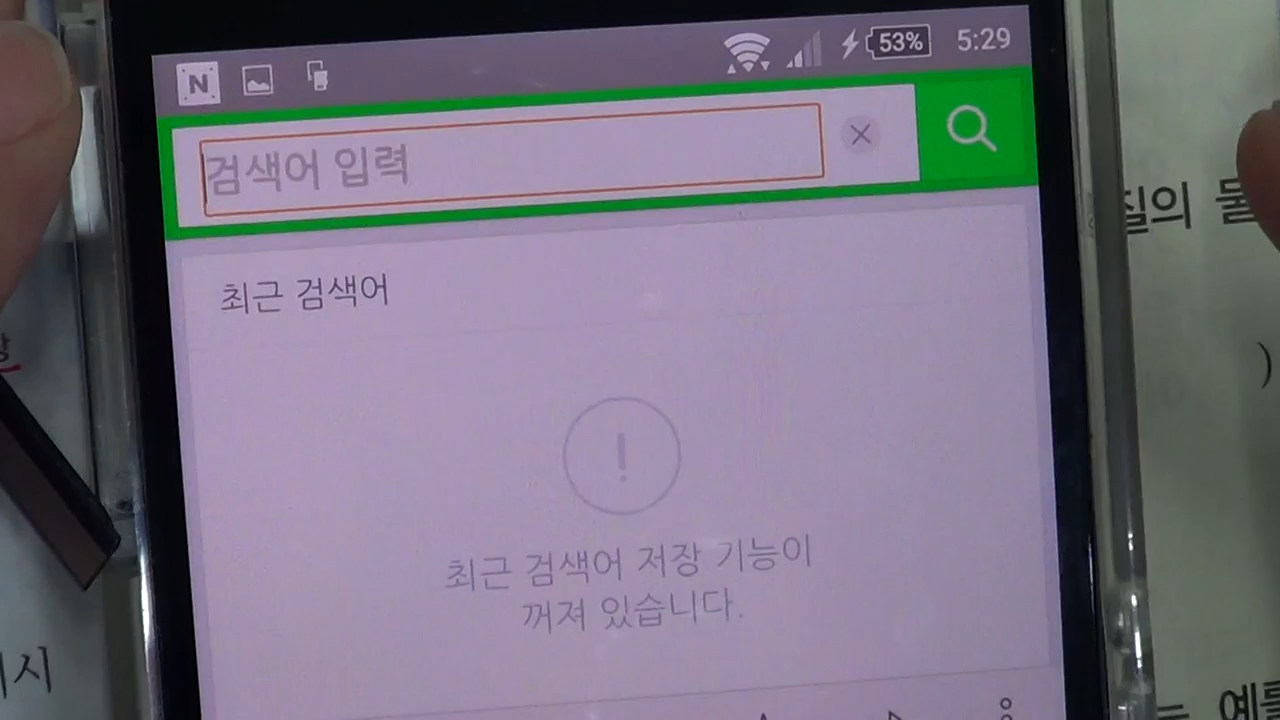 N 53% 5:29
검색어 입력
최근 검색어
최근 검색어 저장 기능이
꺼져 있습니다.
질의
)
시